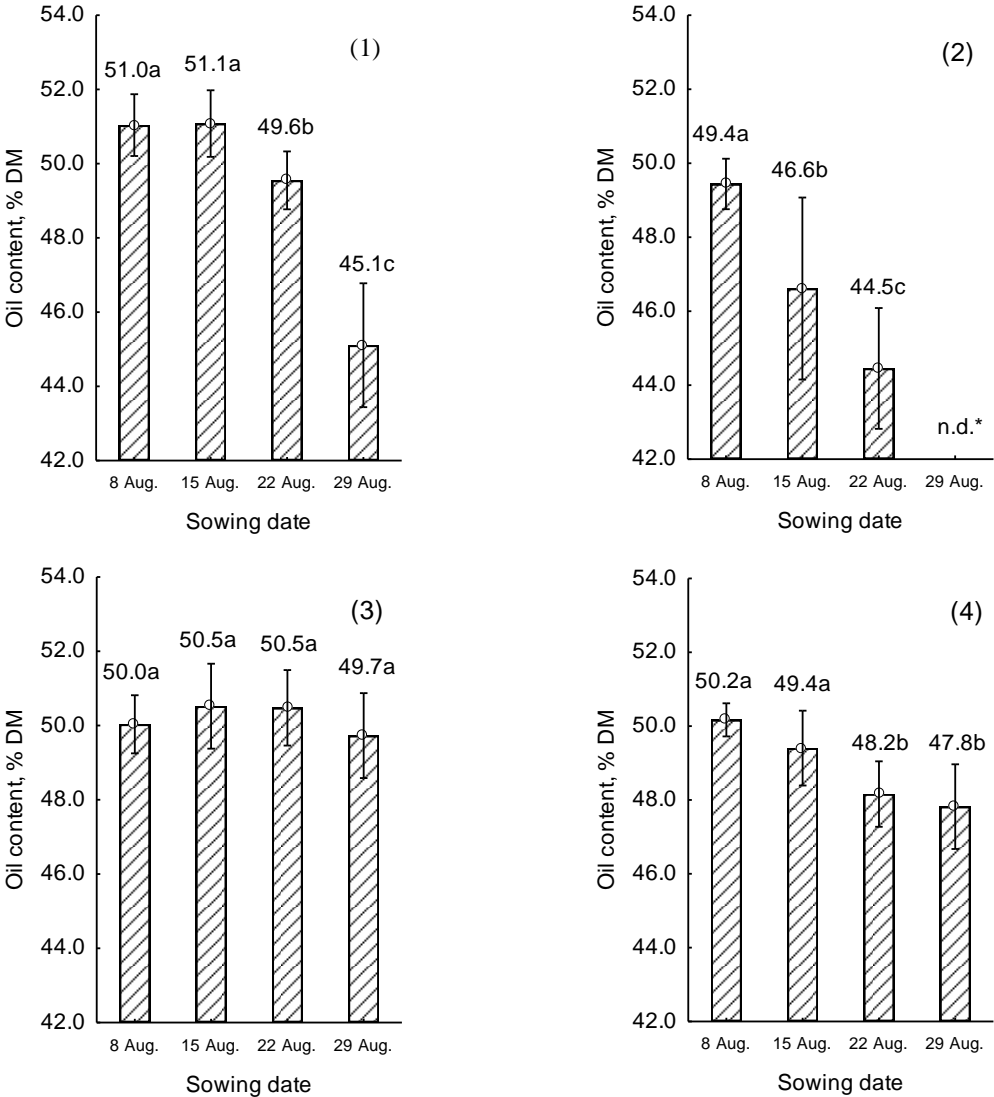 (1)
Oil content, % DM
54.0
52.0
50.0
48.0
46.0
44.0
42.0
51.0a
51.1a
49.6b
45.1c
8 Aug. 15 Aug. 22 Aug. 29 Aug.
Sowing date
(2)
Oil content, % DM
54.0
52.0
50.0
48.0
46.0
44.0
42.0
49.4a
46.6b
44.5c
n.d.*
8 Aug. 15 Aug. 22 Aug. 29 Aug.
Sowing date
(3)
Oil content, % DM
54.0
52.0
50.0
48.0
46.0
44.0
42.0
50.0a
50.5a
50.5a
49.7a
8 Aug. 15 Aug. 22 Aug. 29 Aug.
Sowing date
(4)
Oil content, % DM
54.0
52.0
50.0
48.0
46.0
44.0
42.0
50.2a
49.4a
48.2b
47.8b
8 Aug. 15 Aug. 22 Aug. 29 Aug.
Sowing date